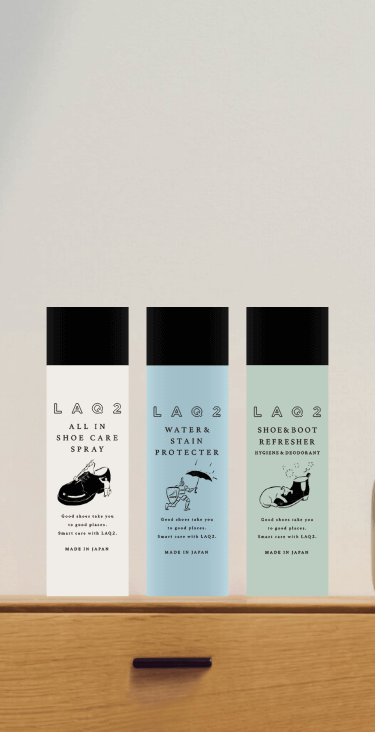 LAQ2
ALL IN
SHOE CARE
SPRAY
Good shoes take you
to good places.
Smart care with LAQ2.
MADE IN JAPAN
LAQ2
WATER&
STAIN
PROTECTER
Good shoes take you
to good places.
Smart care with LAQ2.
MADE IN JAPAN
LAQ2
SHOE&BOOT
REFRESHER
HYGIENE&DEODORANT
Good shoes take you
to good places.
Smart care with LAQ2.
MADE IN JAPAN